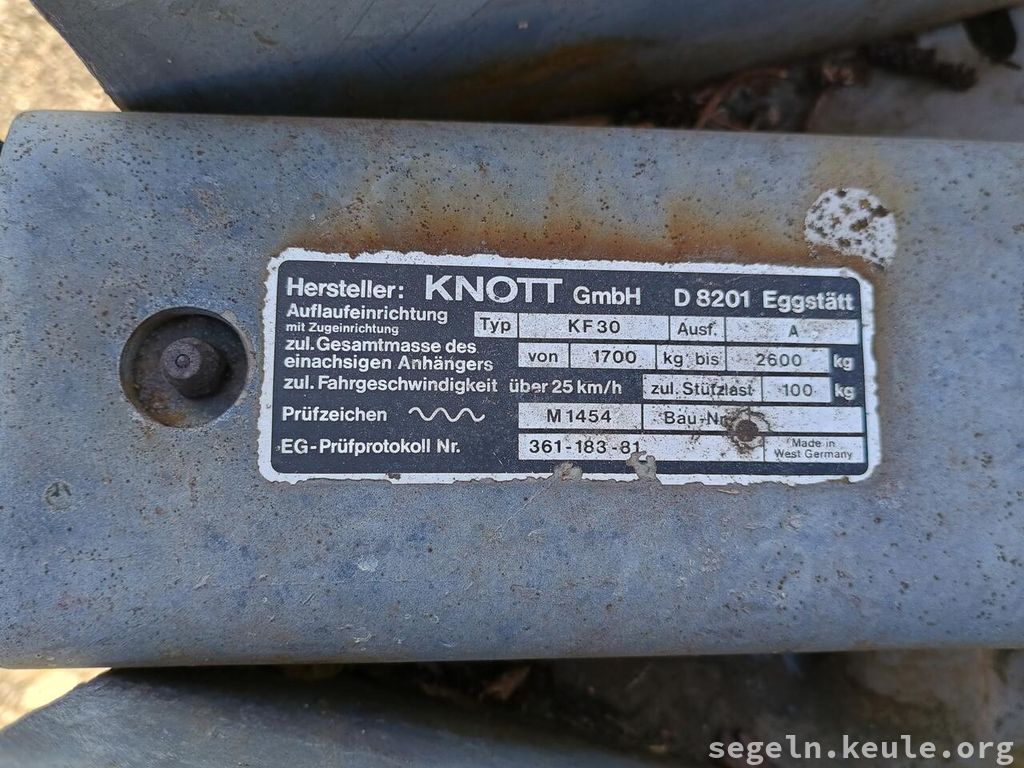 Hersteller: KNOTT GmbH D 8201 Eggstätt
Auflaufeinrichtung
mit Zugeinrichtung
Typ KF 30 Ausf. A
zul. Gesamtmasse des
einachsigen Anhängers
von 1700 kg bis 2600 kg
zul. Fahrgeschwindigkeit über 25 km/h zul. Stützlast 100 kg
Prüfzeichen M 1454 Bau-Nr
EG-Prüfprotokoll Nr. 361-183-81
Made in
West Germany
segeln.keule.org